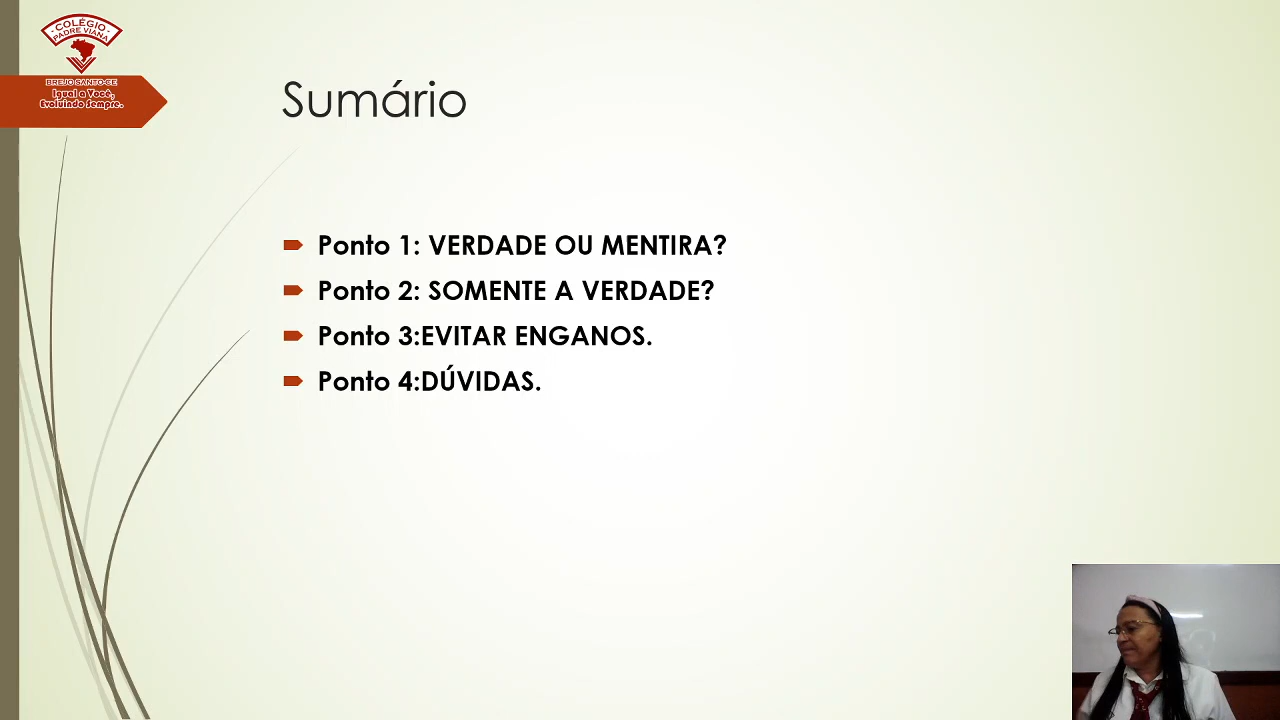 COLÉGIO
PADRE VIANA
BREJO SANTO-CE
Igual a Você,
Evoluindo Sempre.
Sumário
Ponto 1: VERDADE OU MENTIRA?
Ponto 2: SOMENTE A VERDADE?
Ponto 3:EVITAR ENGANOS.
Ponto 4:DÚVIDAS.